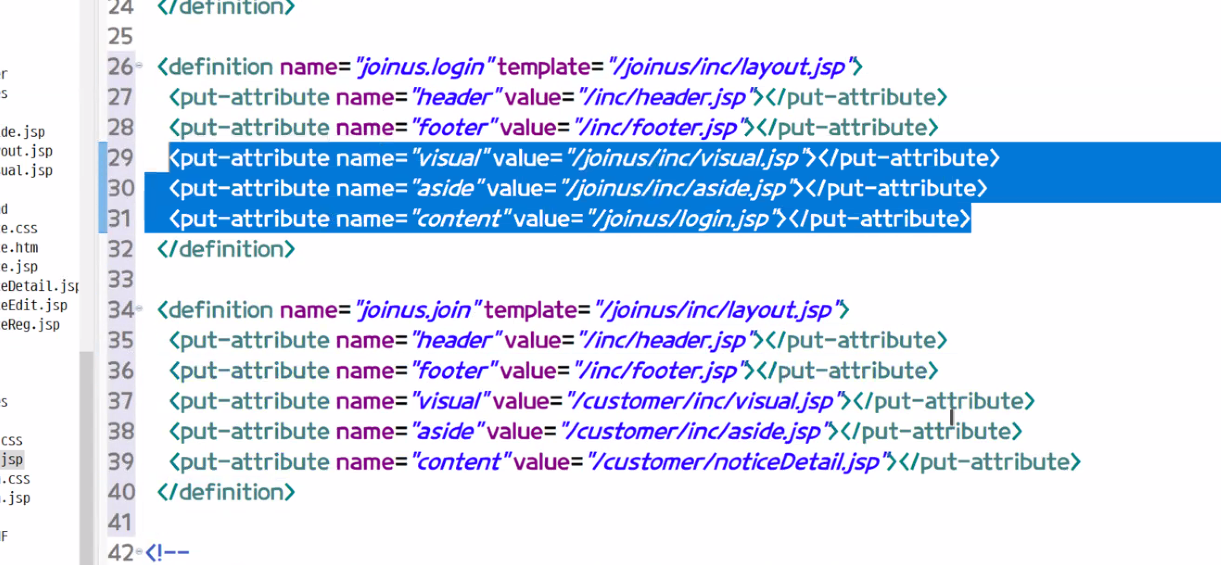 24 </definition>
25
26 <definition name="joinus.login" template="/joinus/inc/layout.jsp">
27 <put-attribute name="header" value="/inc/header.jsp"></put-attribute>
28 <put-attribute name="footer" value="/inc/footer.jsp"></put-attribute>
29 <put-attribute name="visual" value="/joinus/inc/visual.jsp"></put-attribute>
30 <put-attribute name="aside" value="/joinus/inc/aside.jsp"></put-attribute>
31 <put-attribute name="content" value="/joinus/login.jsp"></put-attribute>
32 </definition>
33
34 <definition name="joinus.join" template="/joinus/inc/layout.jsp">
35 <put-attribute name="header" value="/inc/header.jsp"></put-attribute>
36 <put-attribute name="footer" value="/inc/footer.jsp"></put-attribute>
37 <put-attribute name="visual" value="/customer/inc/visual.jsp"></put-attribute>
38 <put-attribute name="aside" value="/customer/inc/aside.jsp"></put-attribute>
39 <put-attribute name="content" value="/customer/noticeDetail.jsp"></put-attribute>
40 </definition>
41
42 <!--
er
es
de.jsp
yout.jsp
ual.jsp
d
e.css
e.htm
e.jsp
eDetail.jsp
eEdit.jsp
eReg.jsp
es
css
jsp
.css
.jsp
F